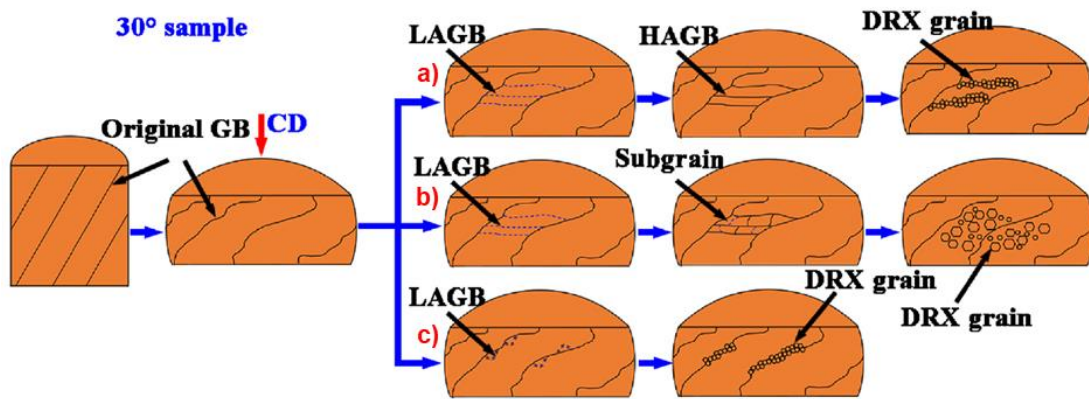 30° sample
Original GB
CD
a)
LAGB
HAGB
DRX grain
b)
LAGB
Subgrain
DRX grain
c)
LAGB
DRX grain